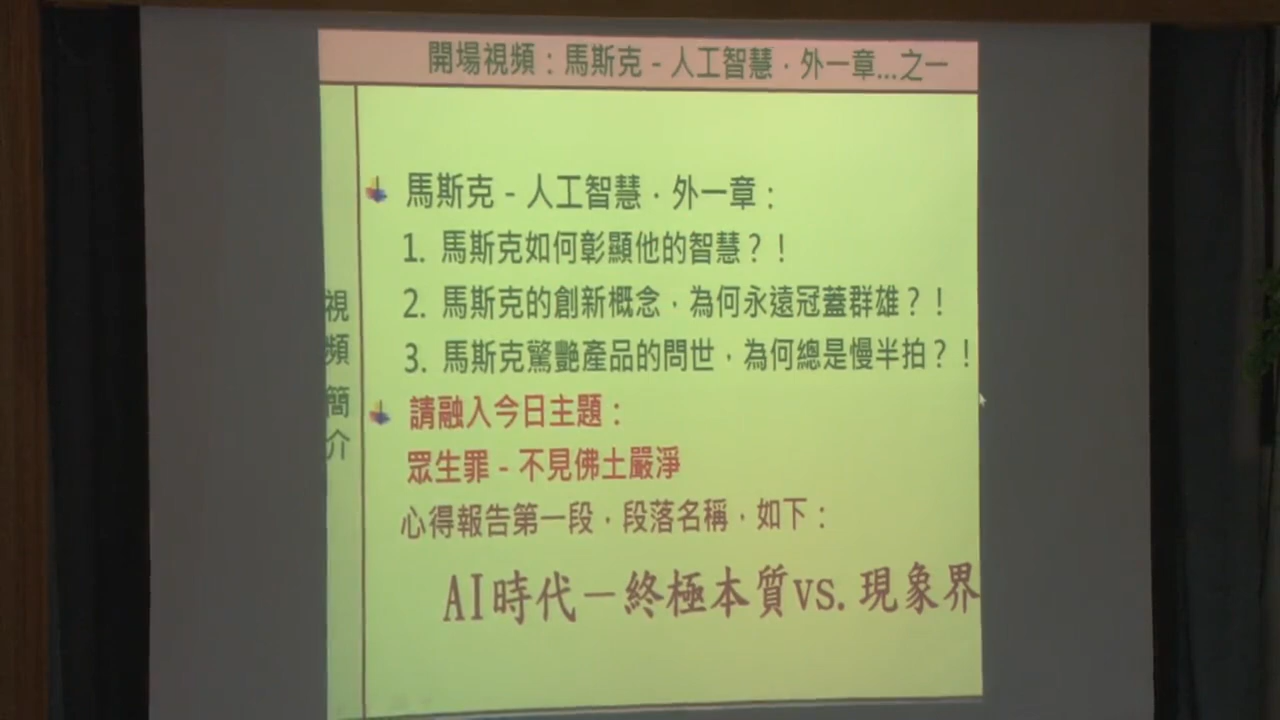 開場視頻：馬斯克 - 人工智慧．外一章...之一
視頻簡介
馬斯克 - 人工智慧．外一章：
1. 馬斯克如何彰顯他的智慧？！
2. 馬斯克的創新概念，為何永遠冠蓋群雄？！
3. 馬斯克驚艷產品的問世，為何總是慢半拍？！
請融入今日主題：
眾生罪 - 不見佛土嚴淨
心得報告第一段，段落名稱，如下：
AI時代－終極本質vs.現象界